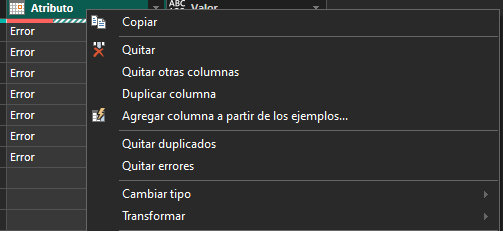 Atributo
ABC
Valor
Error
Error
Error
Error
Error
Error
Error
Copiar
Quitar
Quitar otras columnas
Duplicar columna
Agregar columna a partir de los ejemplos...
Quitar duplicados
Quitar errores
Cambiar tipo
Transformar